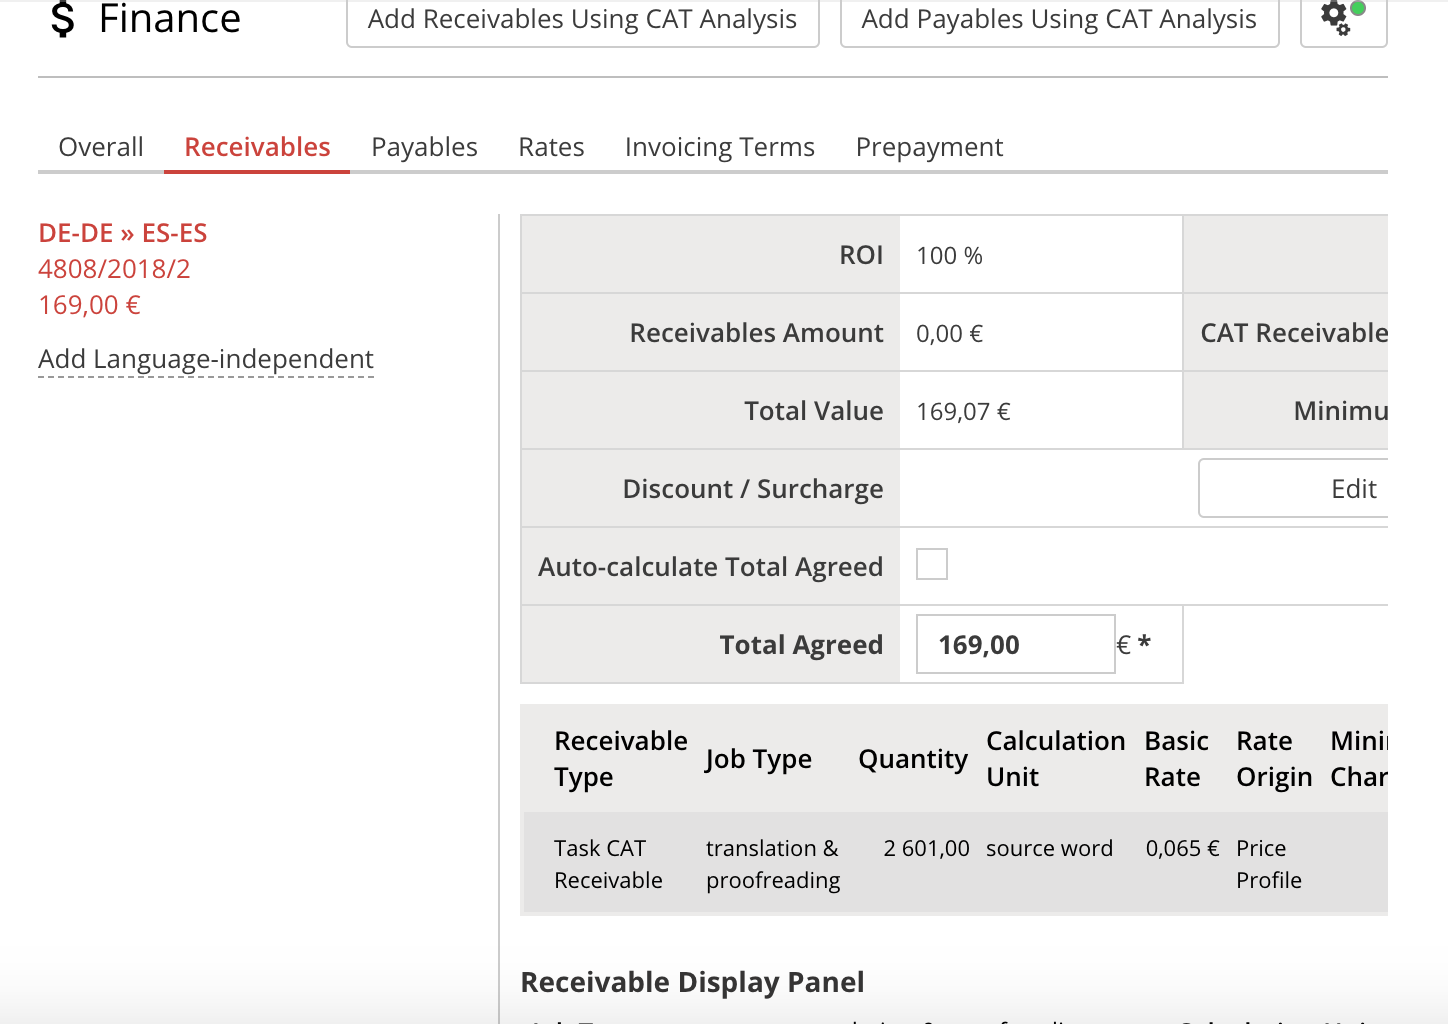 $ Finance
Add Receivables Using CAT Analysis
Add Payables Using CAT Analysis
Overall
Receivables
Payables
Rates
Invoicing Terms
Prepayment
DE-DE » ES-ES
4808/2018/2
169,00 €
Add Language-independent
ROI 100 %
Receivables Amount 0,00 € CAT Receivable
Total Value 169,07 € Minimu
Discount / Surcharge Edit
Auto-calculate Total Agreed
Total Agreed 169,00 € *
Receivable Type
Job Type
Quantity
Calculation Unit
Basic Rate
Rate Origin
Task CAT Receivable
translation & proofreading
2 601,00
source word
0,065 €
Price Profile
Receivable Display Panel